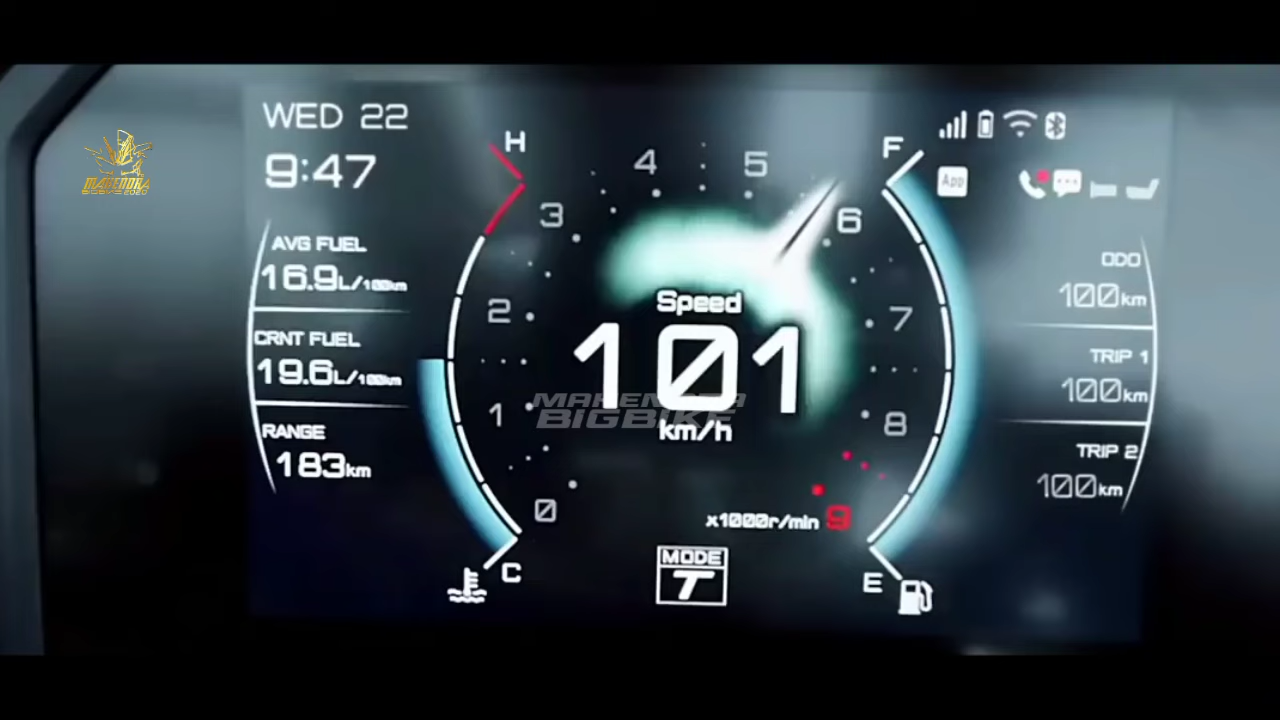 WED 22
9:47
MAHENDRA
AVG FUEL
16.9L/100km
CRNT FUEL
19.6L/100km
RANGE
183km
H
C
0
1
2
3
4
5
6
7
8
9
x1000r/min
Speed
101
km/h
MAHENDRA
BIGBIKE
MODE
T
F
E
App
ODO
100km
TRIP 1
100km
TRIP 2
100km